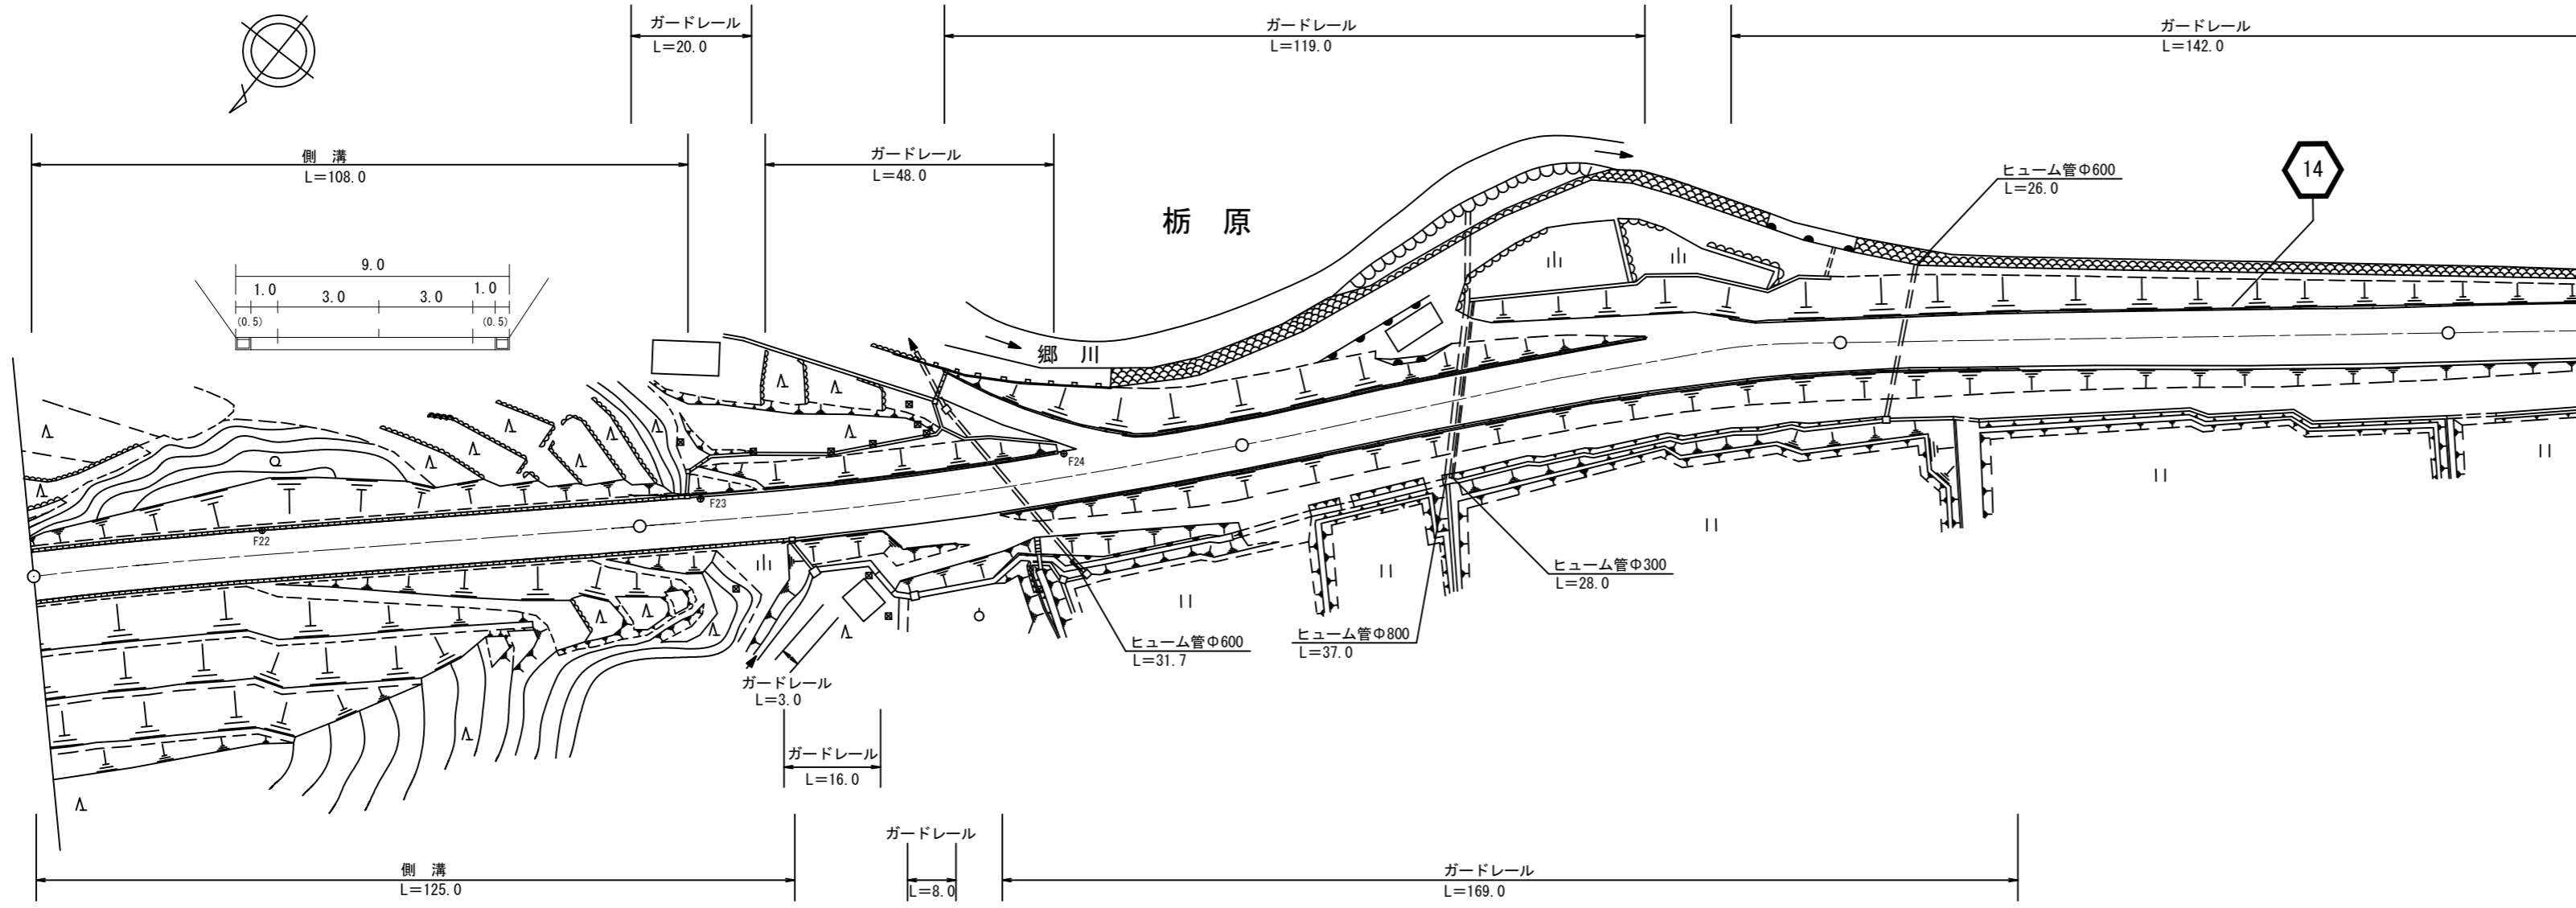 ガードレール
L=20.0
ガードレール
L=119.0
ガードレール
L=142.0
側 溝
L=108.0
ガードレール
L=48.0
ヒューム管Φ600
L=26.0
14
栃 原
9.0
1.0
3.0
3.0
1.0
(0.5)
(0.5)
郷 川
F24
F23
F22
ヒューム管Φ300
L=28.0
ヒューム管Φ800
L=37.0
ヒューム管Φ600
L=31.7
ガードレール
L=3.0
ガードレール
L=16.0
ガードレール
L=8.0
側 溝
L=125.0
ガードレール
L=169.0